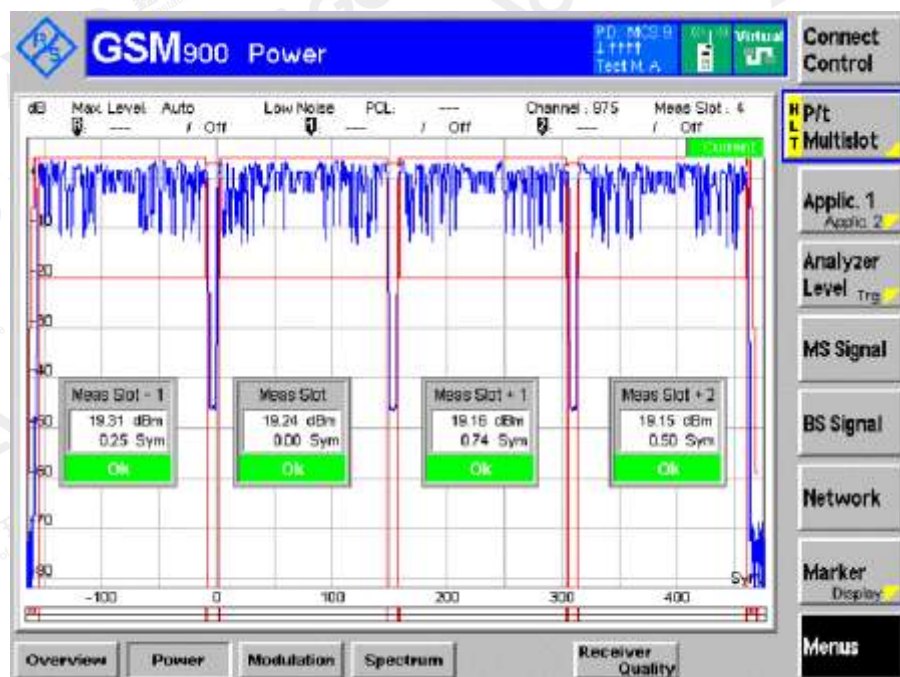 GSM900 Power
PD: MCS 9
Test M. A
Virtual
Connect Control
dB Max. Level: Auto Low Noise PCL: --- Channel : 975 Meas Slot : 4
--- / Off --- / Off --- / Off
Current
P/t Multislot
HLT
Applic. 1
Applic. 2
Analyzer Level Trg
MS Signal
BS Signal
Network
Marker
Display
Menus
-10
-20
-30
-40
-50
-60
-70
-80
Meas Slot - 1
19.31 dBm
0.25 Sym
Ok
Meas Slot
19.24 dBm
0.00 Sym
Ok
Meas Slot + 1
19.16 dBm
0.74 Sym
Ok
Meas Slot + 2
19.15 dBm
0.50 Sym
Ok
Sym
-100 0 100 200 300 400
Overview Power Modulation Spectrum Receiver Quality